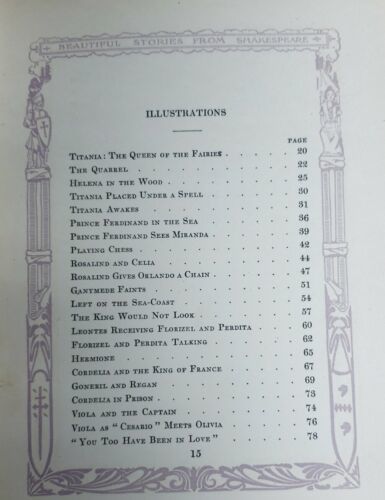 BEAUTIFUL STORIES FROM SHAKESPEARE
ILLUSTRATIONS
PAGE
TITANIA: THE QUEEN OF THE FAIRIES . . . . . 20
THE QUARREL . . . . . . . . . 22
HELENA IN THE WOOD . . . . . . . 25
TITANIA PLACED UNDER A SPELL . . . . . 30
TITANIA AWAKES . . . . . . . . 31
PRINCE FERDINAND IN THE SEA . . . . . 36
PRINCE FERDINAND SEES MIRANDA . . . . . 39
PLAYING CHESS . . . . . . . . 42
ROSALIND AND CELIA . . . . . . . 44
ROSALIND GIVES ORLANDO A CHAIN . . . . . 47
GANYMEDE FAINTS . . . . . . . . 51
LEFT ON THE SEA-COAST . . . . . . . 54
THE KING WOULD NOT LOOK . . . . . . 57
LEONTES RECEIVING FLORIZEL AND PERDITA . . . 60
FLORIZEL AND PERDITA TALKING . . . . . 62
HERMIONE . . . . . . . . . 65
CORDELIA AND THE KING OF FRANCE . . . . 67
GONERIL AND REGAN . . . . . . . 69
CORDELIA IN PRISON . . . . . . . 73
VIOLA AND THE CAPTAIN . . . . . . . 74
VIOLA AS "CESARIO" MEETS OLIVIA . . . . . 76
"YOU TOO HAVE BEEN IN LOVE" . . . . . 78
15